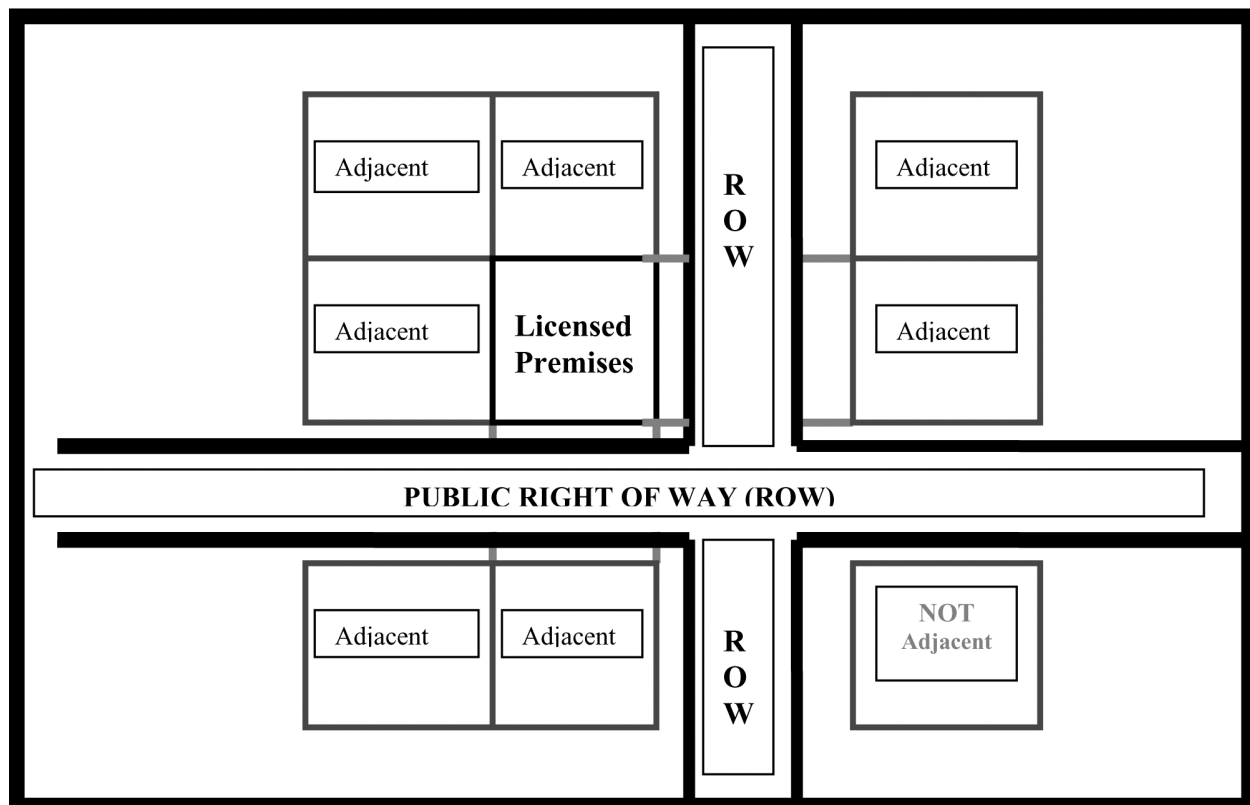 Adjacent
Adjacent
Adjacent
R
O
W
Adjacent
Licensed
Premises
Adjacent
PUBLIC RIGHT OF WAY (ROW)
Adjacent
Adjacent
R
O
W
NOT
Adjacent